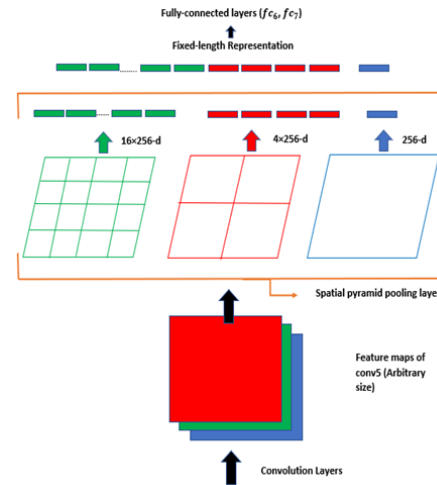 Fully-connected layers (fc₆, fc₇)
Fixed-length Representation
16×256-d
4×256-d
256-d
Spatial pyramid pooling laye
Feature maps of
conv5 (Arbitrary
size)
Convolution Layers